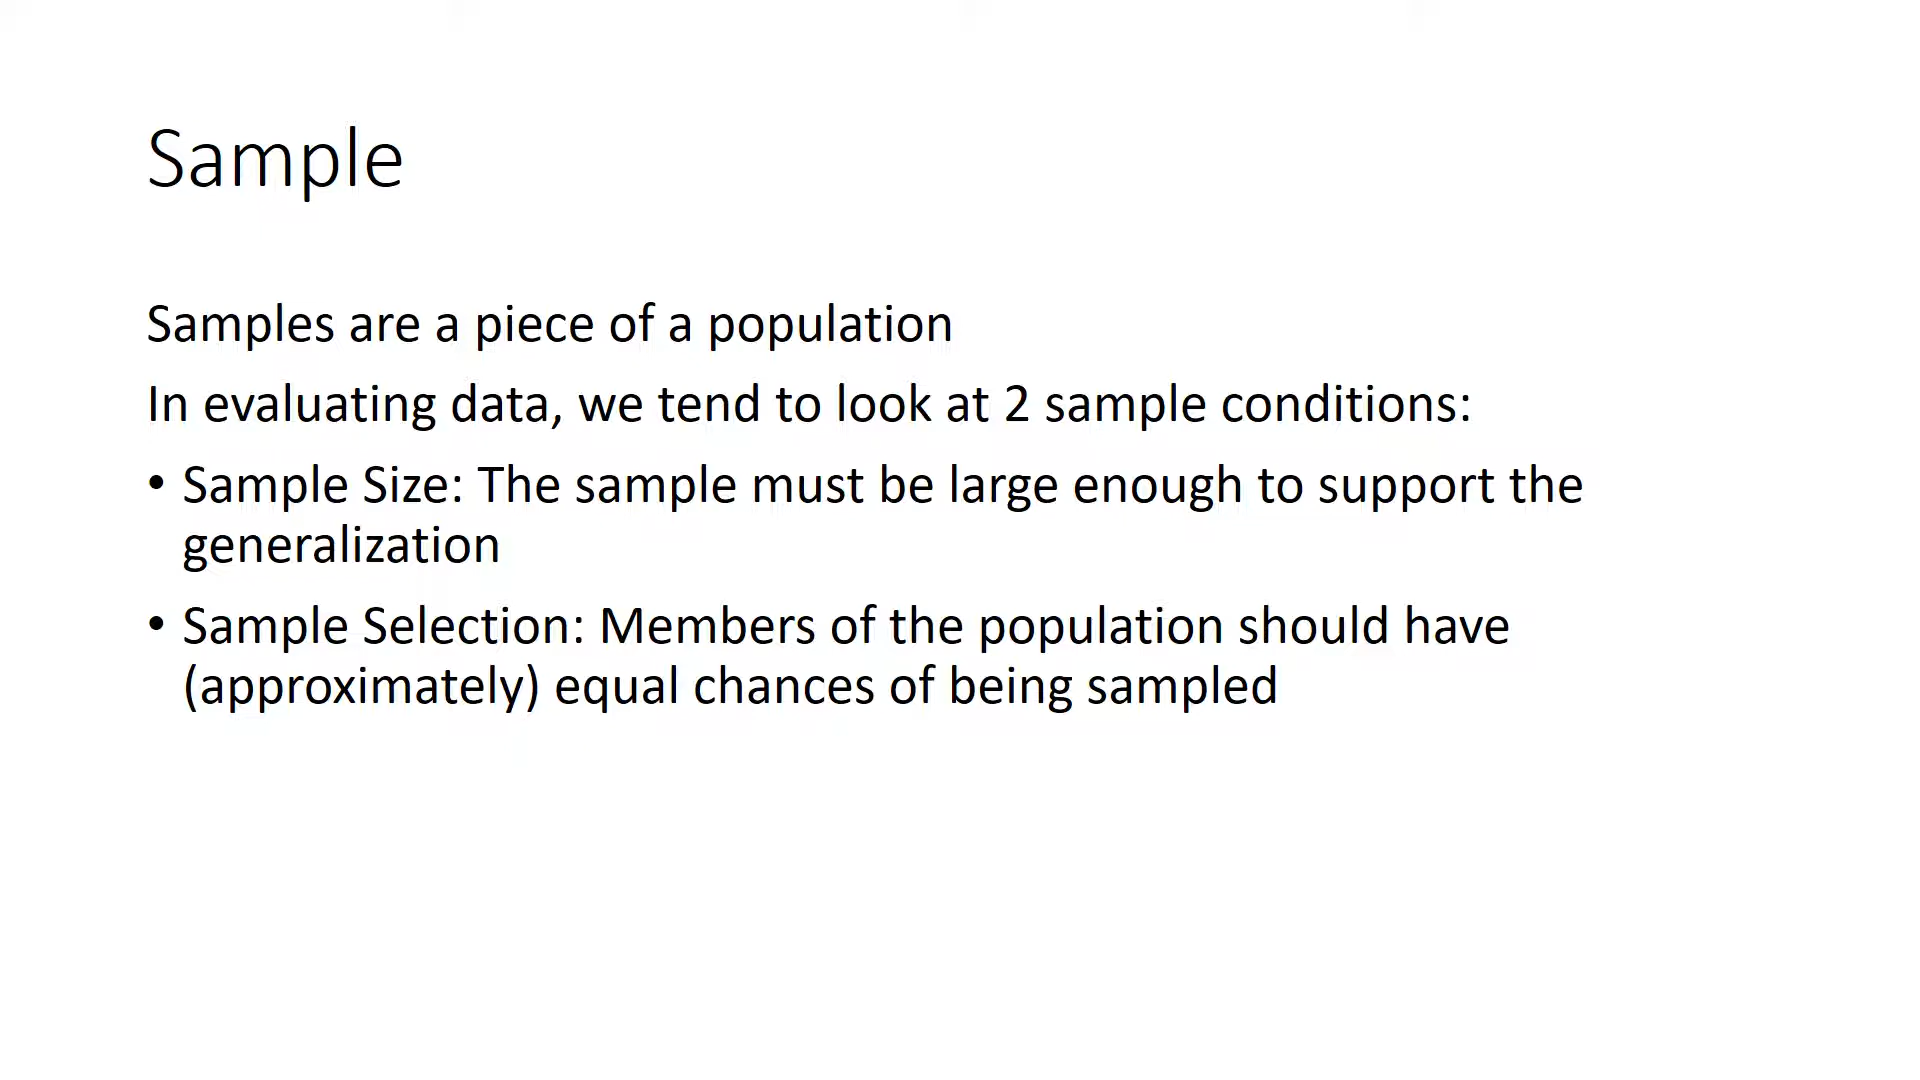 Sample
Samples are a piece of a population
In evaluating data, we tend to look at 2 sample conditions:
• Sample Size: The sample must be large enough to support the
generalization
• Sample Selection: Members of the population should have
(approximately) equal chances of being sampled